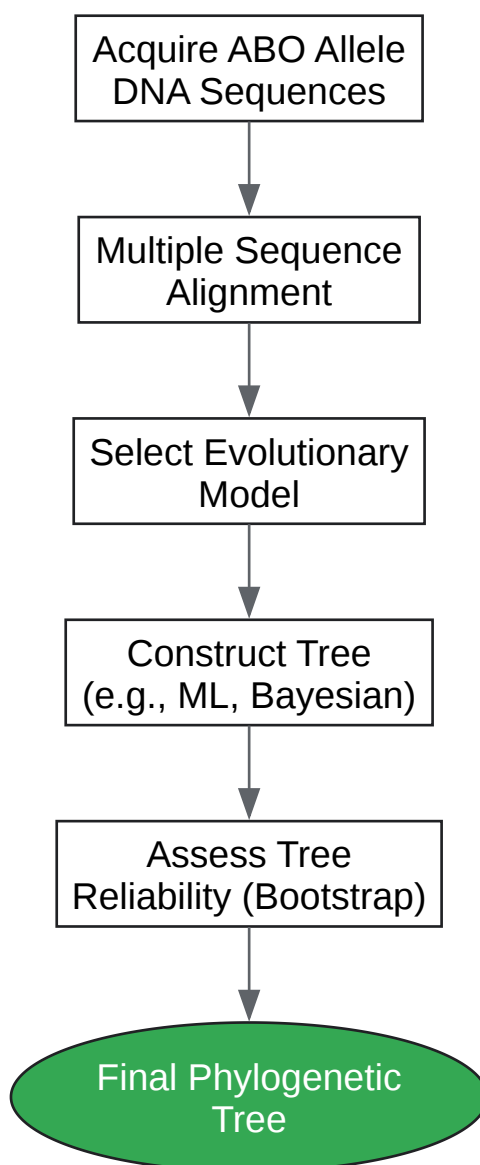 Acquire ABO Allele
DNA Sequences
Multiple Sequence
Alignment
Select Evolutionary
Model
Construct Tree
(e.g., ML, Bayesian)
Assess Tree
Reliability (Bootstrap)
Final Phylogenetic
Tree